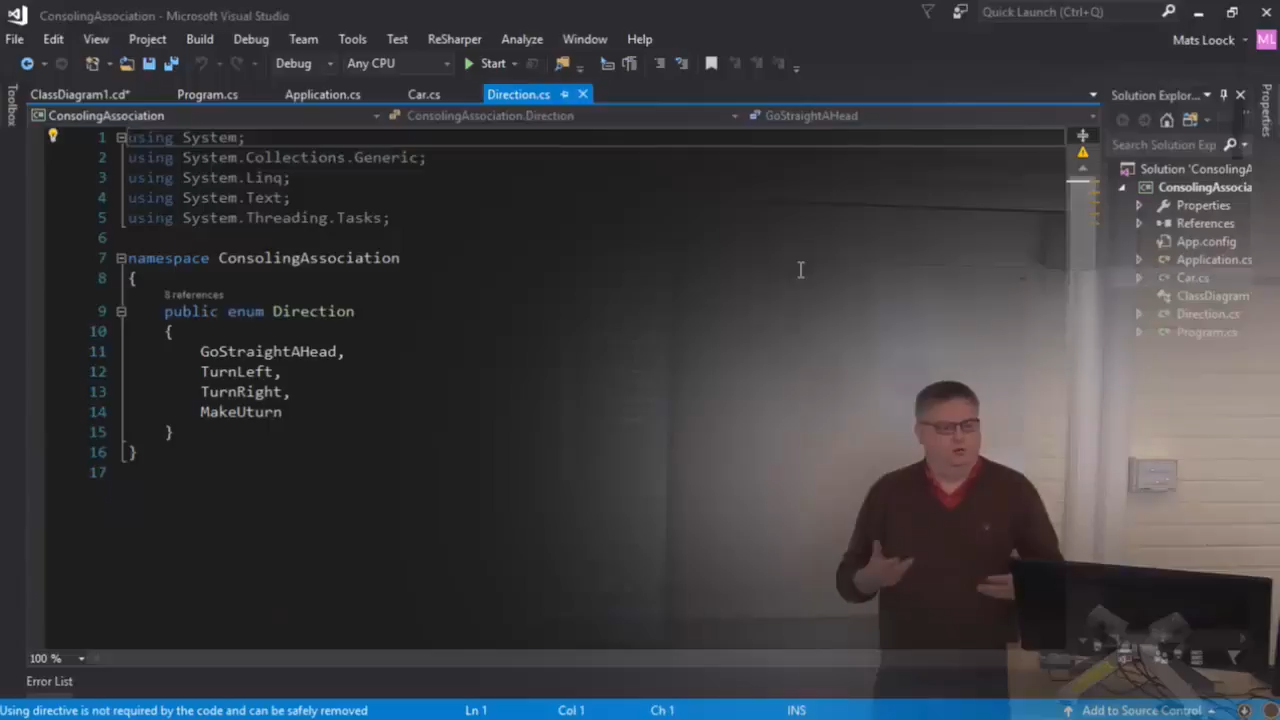 ConsolingAssociation - Microsoft Visual Studio
Quick Launch (Ctrl+Q)
File Edit View Project Build Debug Team Tools Test ReSharper Analyze Window Help
Mats Loock ML
Debug Any CPU Start
Toolbox
ClassDiagram1.cd* Program.cs Application.cs Car.cs Direction.cs
Solution Explor...
Properties
ConsolingAssociation ConsolingAssociation.Direction GoStraightAHead
Search Solution Exp
Solution 'ConsolingA
ConsolingAssocia
Properties
References
App.config
Application.cs
Car.cs
ClassDiagram
Direction.cs
Program.cs
1 using System;
2 using System.Collections.Generic;
3 using System.Linq;
4 using System.Text;
5 using System.Threading.Tasks;
6
7 namespace ConsolingAssociation
8 {
8 references
9 public enum Direction
10 {
11 GoStraightAHead,
12 TurnLeft,
13 TurnRight,
14 MakeUturn
15 }
16 }
17
100 %
Error List
Using directive is not required by the code and can be safely removed Ln 1 Col 1 Ch 1 INS Add to Source Control